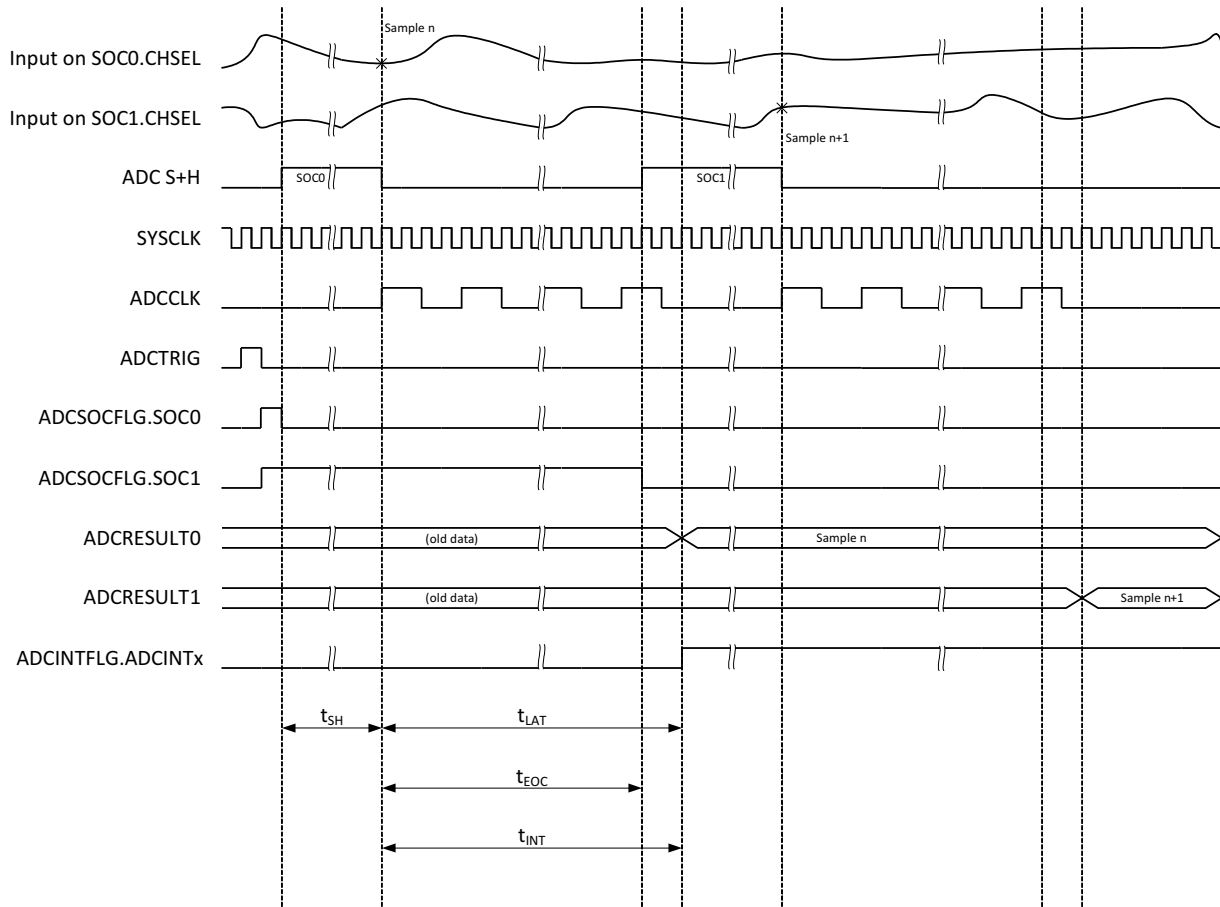 Sample n
Input on SOC0.CHSEL
Input on SOC1.CHSEL
Sample n+1
ADC S+H
SOC0
SOC1
SYSCLK
ADCCLK
ADCTRIG
ADCSOCFLG.SOC0
ADCSOCFLG.SOC1
ADCRESULT0
(old data)
Sample n
ADCRESULT1
(old data)
Sample n+1
ADCINTFLG.ADCINTx
tSH
tLAT
tEOC
tINT